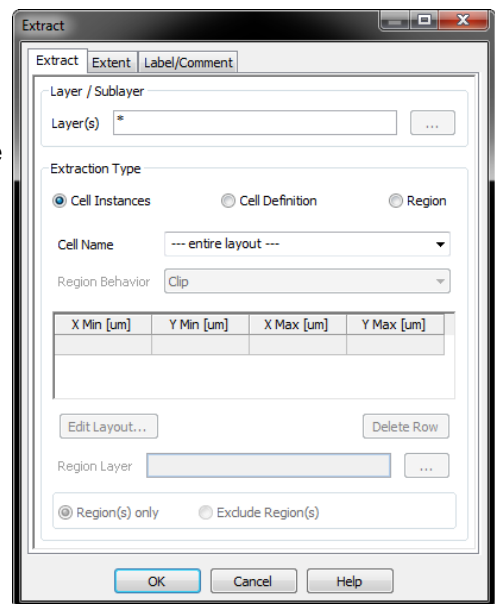 Extract
Extract Extent Label/Comment
Layer / Sublayer
Layer(s) * ...
Extraction Type
Cell Instances Cell Definition Region
Cell Name --- entire layout ---
Region Behavior Clip
X Min [um] Y Min [um] X Max [um] Y Max [um]
Edit Layout... Delete Row
Region Layer ...
Region(s) only Exclude Region(s)
OK Cancel Help